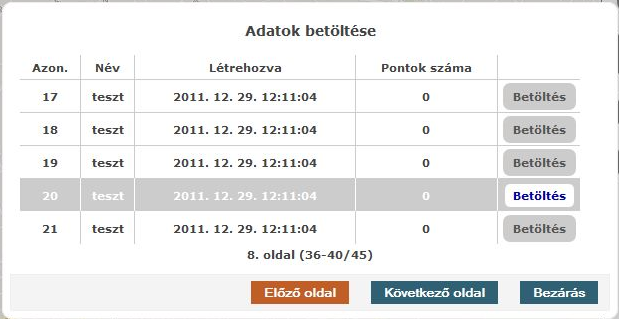 Adatok betöltése
Azon. Név Létrehozva Pontok száma
17 teszt 2011. 12. 29. 12:11:04 0 Betöltés
18 teszt 2011. 12. 29. 12:11:04 0 Betöltés
19 teszt 2011. 12. 29. 12:11:04 0 Betöltés
20 teszt 2011. 12. 29. 12:11:04 0 Betöltés
21 teszt 2011. 12. 29. 12:11:04 0 Betöltés
8. oldal (36-40/45)
Előző oldal Következő oldal Bezárás